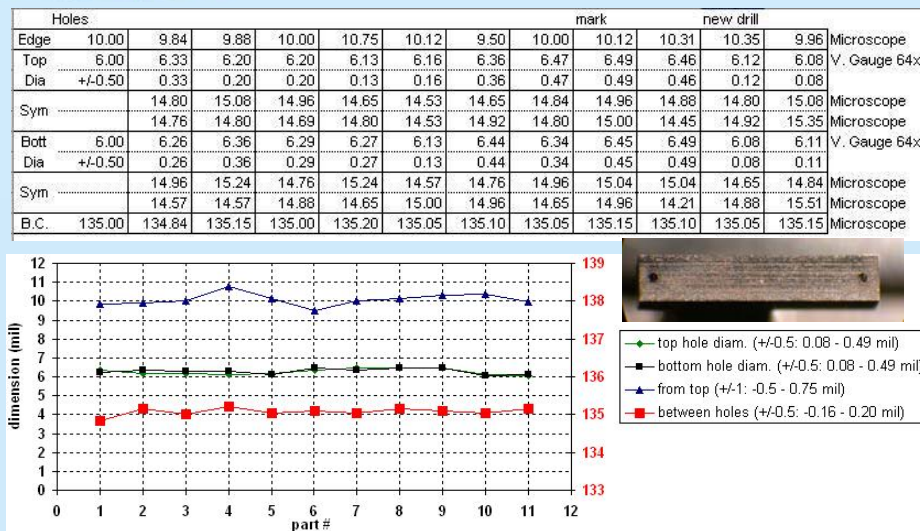 Holes mark new drill
Edge 10.00 9.84 9.88 10.00 10.75 10.12 9.50 10.00 10.12 10.31 10.35 9.96 Microscope
Top 6.00 6.33 6.20 6.20 6.13 6.16 6.36 6.47 6.49 6.46 6.12 6.08 V. Gauge 64x
Dia +/-0.50 0.33 0.20 0.20 0.13 0.16 0.36 0.47 0.49 0.46 0.12 0.08
Sym 14.80 15.08 14.96 14.65 14.53 14.65 14.84 14.96 14.88 14.80 15.08 Microscope
14.76 14.80 14.69 14.80 14.53 14.92 14.80 15.00 14.45 14.92 15.35 Microscope
Bott 6.00 6.26 6.36 6.29 6.27 6.13 6.44 6.34 6.45 6.49 6.08 6.11 V. Gauge 64x
Dia +/-0.50 0.26 0.36 0.29 0.27 0.13 0.44 0.34 0.45 0.49 0.08 0.11
Sym 14.96 15.24 14.76 15.24 14.57 14.76 14.96 15.04 15.04 14.65 14.84 Microscope
14.57 14.57 14.88 14.65 15.00 14.96 14.65 14.96 14.21 14.88 15.51 Microscope
B.C. 135.00 134.84 135.15 135.00 135.20 135.05 135.10 135.05 135.15 135.10 135.05 135.15 Microscope
12 139
11
10 138
9
8 137
7
6 136
5
4 135
3
2 134
1
0 133
dimension (mil)
0 1 2 3 4 5 6 7 8 9 10 11 12
part #
top hole diam. (+/-0.5: 0.08 - 0.49 mil)
bottom hole diam. (+/-0.5: 0.08 - 0.49 mil)
from top (+/-1: -0.5 - 0.75 mil)
between holes (+/-0.5: -0.16 - 0.20 mil)